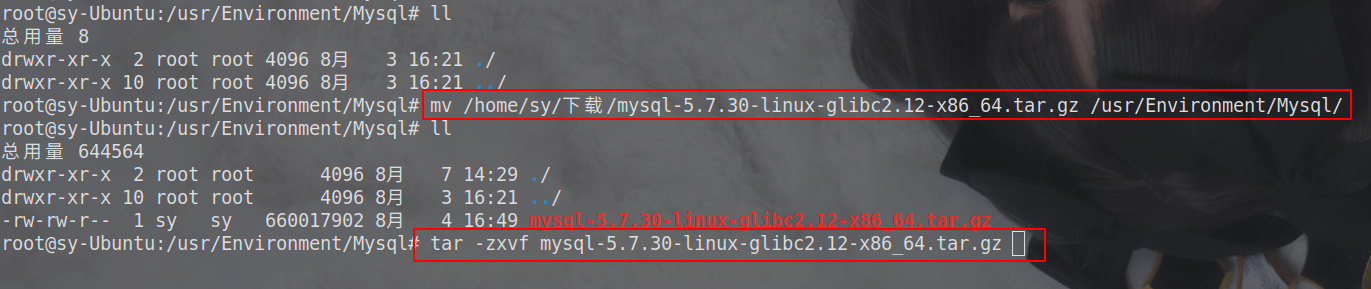 root@sy-Ubuntu:/usr/Environment/Mysql# ll
总用量 8
drwxr-xr-x  2 root root 4096 8月   3 16:21 ./
drwxr-xr-x 10 root root 4096 8月   3 16:21 ../
root@sy-Ubuntu:/usr/Environment/Mysql# mv /home/sy/下载/mysql-5.7.30-linux-glibc2.12-x86_64.tar.gz /usr/Environment/Mysql/
root@sy-Ubuntu:/usr/Environment/Mysql# ll
总用量 644564
drwxr-xr-x  2 root root      4096 8月   7 14:29 ./
drwxr-xr-x 10 root root      4096 8月   3 16:21 ../
-rw-rw-r--  1 sy   sy   660017902 8月   4 16:49 mysql-5.7.30-linux-glibc2.12-x86_64.tar.gz
root@sy-Ubuntu:/usr/Environment/Mysql# tar -zxvf mysql-5.7.30-linux-glibc2.12-x86_64.tar.gz